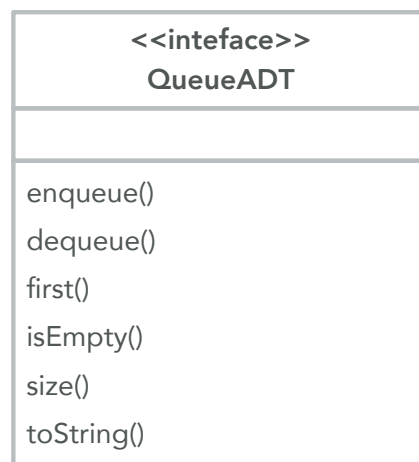 <<inteface>>
QueueADT
enqueue()
dequeue()
first()
isEmpty()
size()
toString()